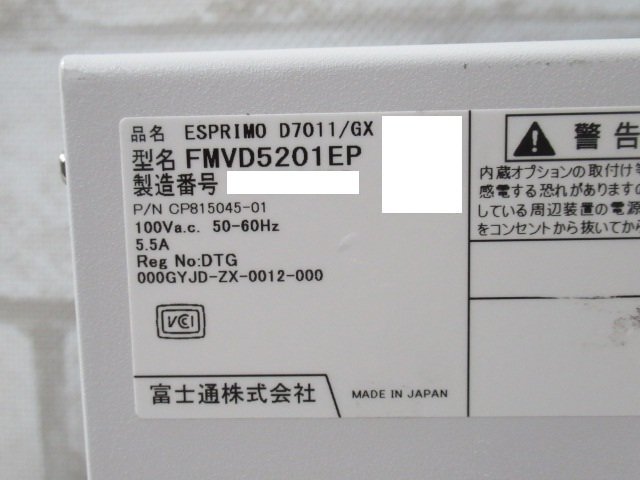 品名 ESPRIMO D7011/GX
型名 FMVD5201EP
製造番号
P/N CP815045-01
100Va.c. 50-60Hz
5.5A
Reg No:DTG
000GYJD-ZX-0012-000
VCI
富士通株式会社 MADE IN JAPAN
警告
内蔵オプションの取付け等
感電する恐れがありますの
している周辺装置の電源
をコンセントから抜いてから